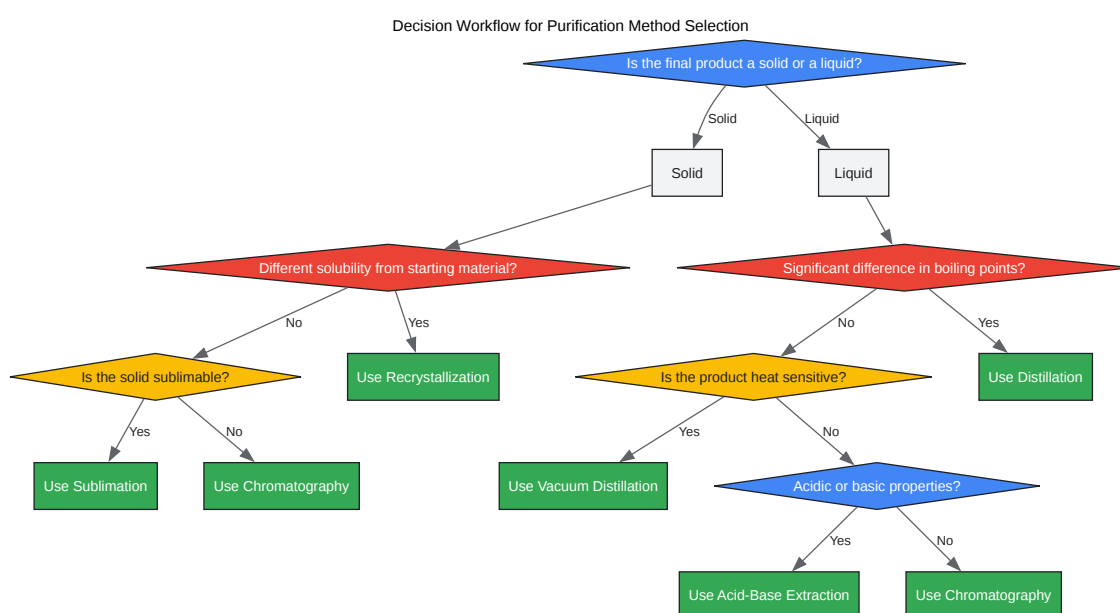 Decision Workflow for Purification Method Selection
Is the final product a solid or a liquid?
Solid
Liquid
Solid
Liquid
Different solubility from starting material?
Significant difference in boiling points?
No
Yes
No
Yes
Is the solid sublimable?
Use Recrystallization
Is the product heat sensitive?
Use Distillation
Yes
No
Yes
No
Use Sublimation
Use Chromatography
Use Vacuum Distillation
Acidic or basic properties?
Yes
No
Use Acid-Base Extraction
Use Chromatography